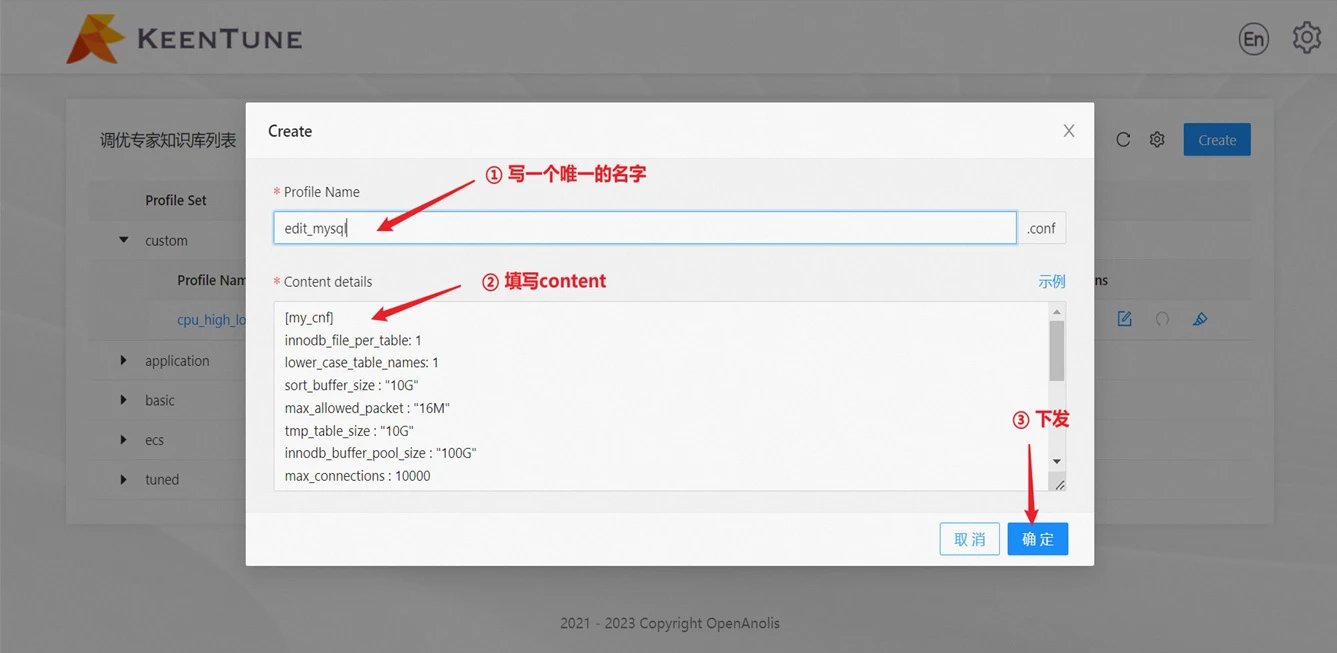 KEENTUNE
En
调优专家知识库列表
Create
Profile Set
custom
Profile Nam
ns
cpu_high_lo
application
basic
ecs
tuned
Create
① 写一个唯一的名字
* Profile Name
edit_mysql
.conf
② 填写content
* Content details
示例
[my_cnf]
innodb_file_per_table: 1
lower_case_table_names: 1
sort_buffer_size : "10G"
max_allowed_packet : "16M"
tmp_table_size : "10G"
innodb_buffer_pool_size : "100G"
max_connections : 10000
③ 下发
取 消
确 定
2021 - 2023 Copyright OpenAnolis